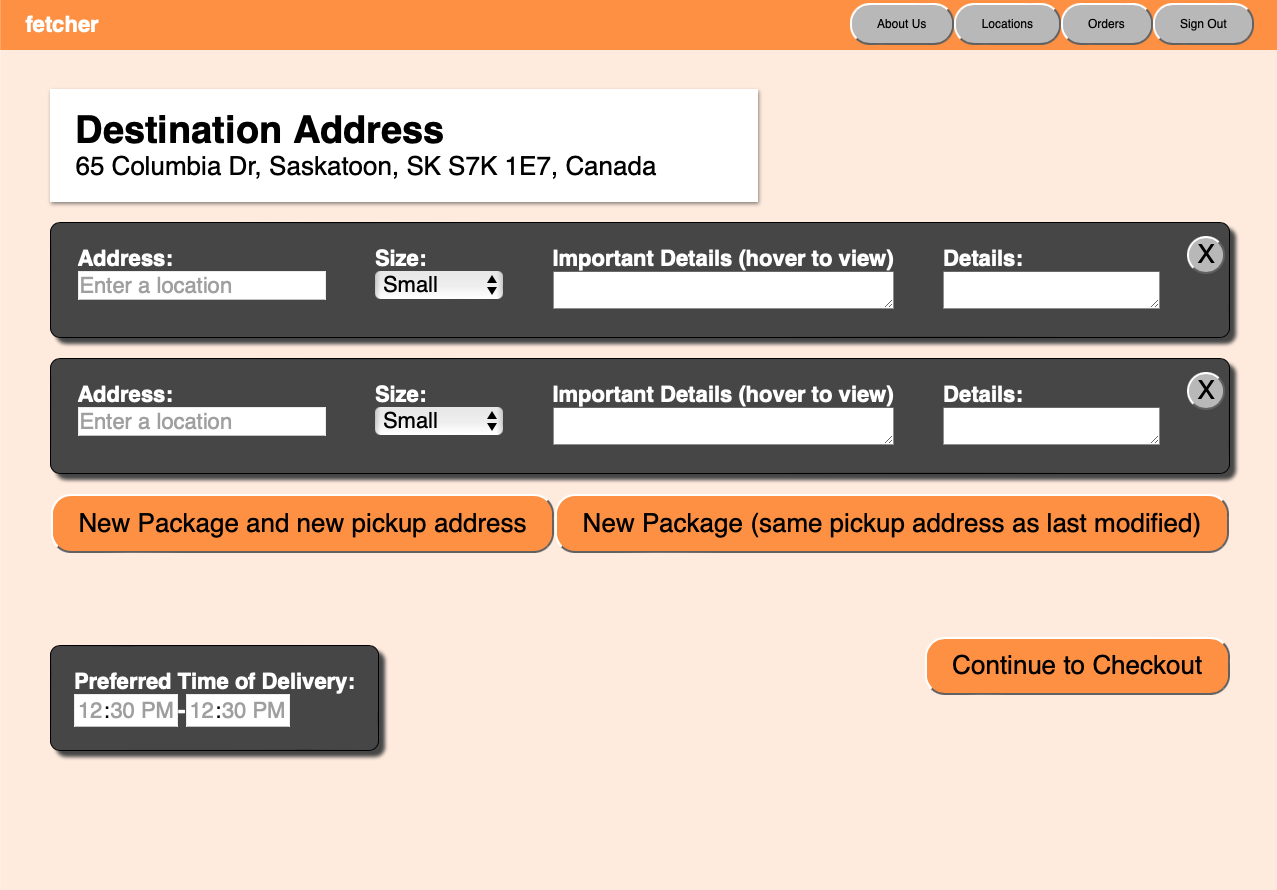 fetcher About Us Locations Orders Sign Out
Destination Address
65 Columbia Dr, Saskatoon, SK S7K 1E7, Canada
Address: Size: Important Details (hover to view) Details: X
Enter a location Small
Address: Size: Important Details (hover to view) Details: X
Enter a location Small
New Package and new pickup address New Package (same pickup address as last modified)
Continue to Checkout
Preferred Time of Delivery:
12:30 PM-12:30 PM